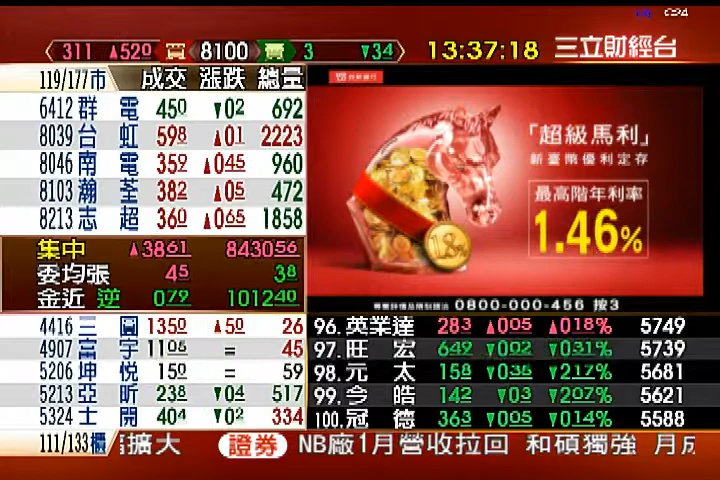 311 ▲520 買 8100 賣 3 ▼34 13:37:18 三立財經台
119/177市 成交 漲跌 總量
6412 群電 450 ▼02 692
8039 台虹 598 ▲01 2223
8046 南電 359 ▲045 960
8103 瀚荃 382 ▲05 472
8213 志超 360 ▲065 1858
集中 ▲3861 843056
委均張 45 38
金近 逆 079 101240
4416 三圓 1350 ▲50 26
4907 富宇 1105 = 45
5206 坤悅 150 = 59
5213 亞昕 238 ▼04 517
5324 士開 404 ▼02 334
111/133櫃
「超級馬利」
新臺幣優利定存
最高階年利率
1.46%
0800-000-456 按3
96. 英業達 283 ▲005 ▲018% 5749
97. 旺宏 649 ▼002 ▼031% 5739
98. 元太 158 ▼035 ▼217% 5681
99. 今皓 142 ▼03 ▼207% 5621
100. 冠德 363 ▼005 ▼014% 5588
擴大 證券 NB廠1月營收拉回 和碩獨強 月成